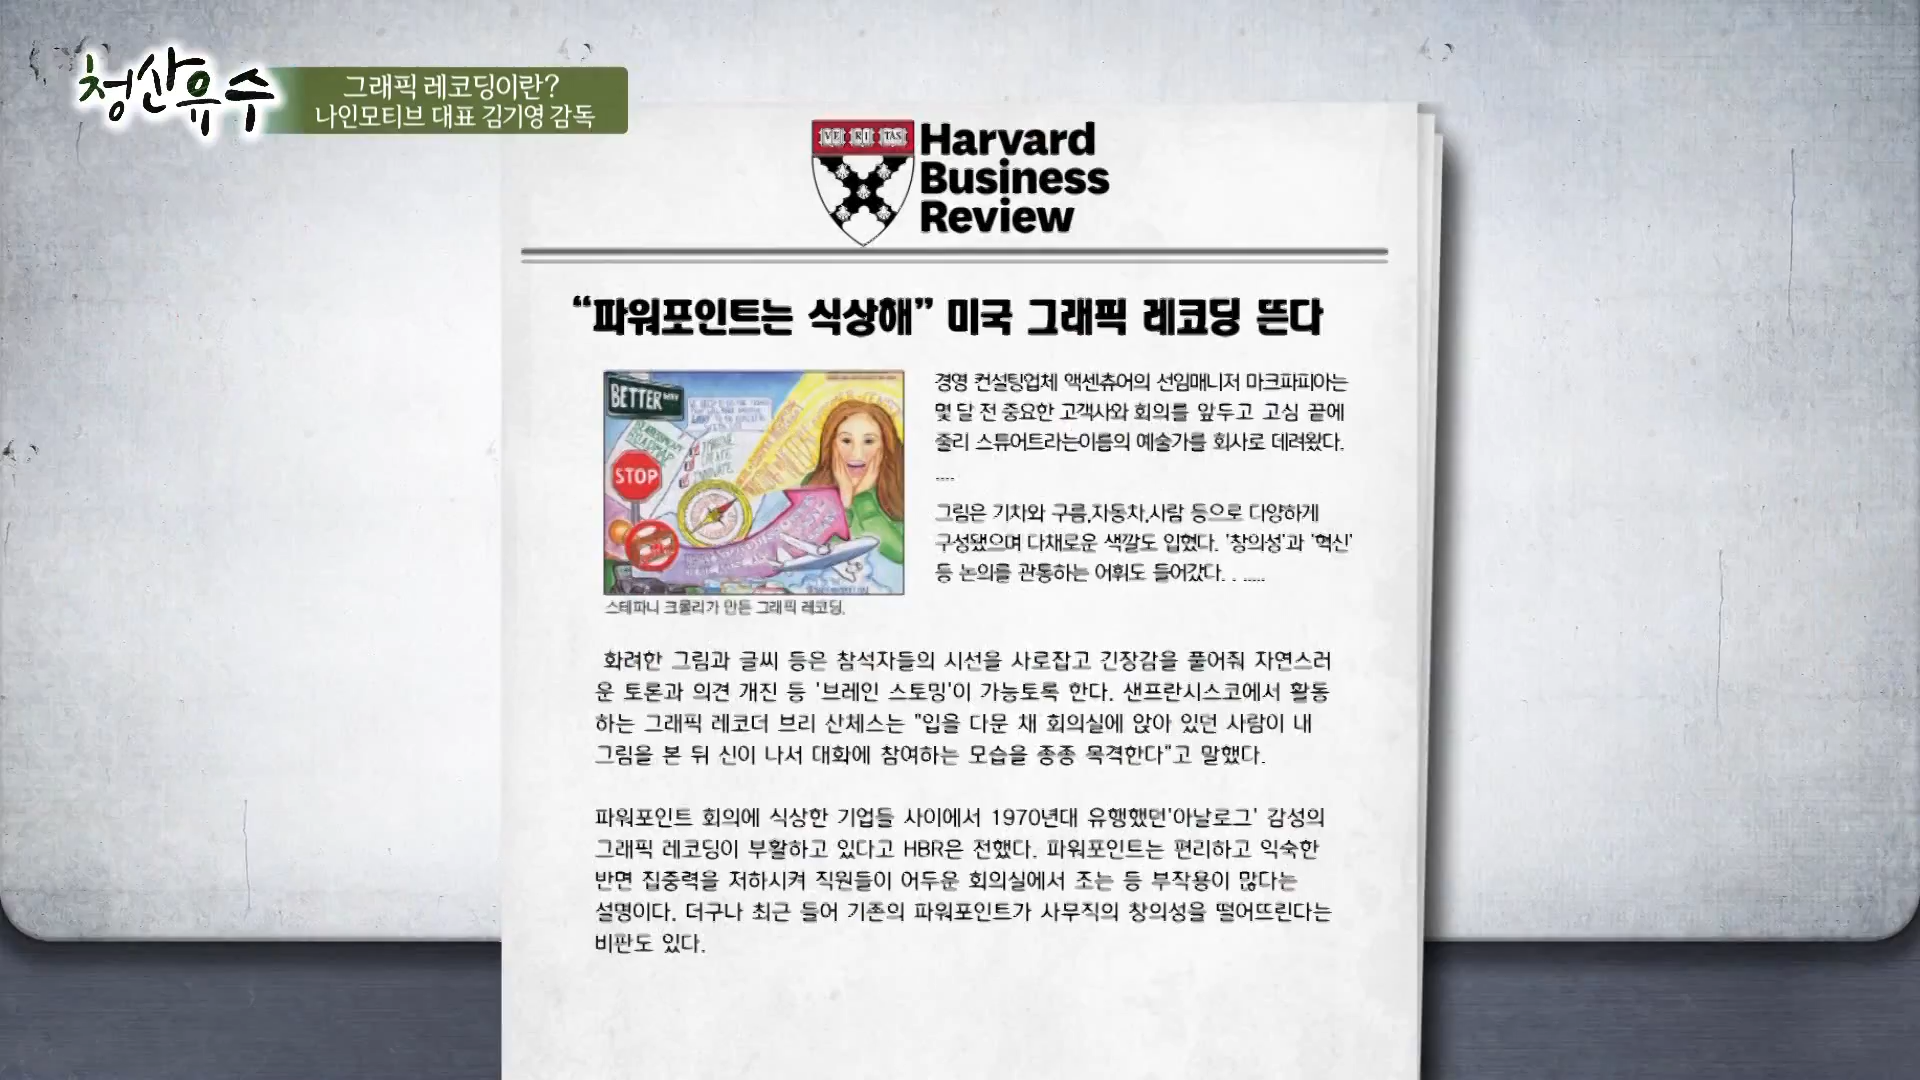 청산유수
그래픽 레코딩이란?
나인모티브 대표 김기영 감독
VE RI TAS
Harvard
Business
Review
“파워포인트는 식상해” 미국 그래픽 레코딩 뜬다
BETTER
STOP
스테파니 크롤리가 만든 그래픽 레코딩.
경영 컨설팅업체 액센츄어의 선임매니저 마크파피아는
몇 달 전 중요한 고객사와 회의를 앞두고 고심 끝에
줄리 스튜어트라는이름의 예술가를 회사로 데려왔다.
....
그림은 기차와 구름,자동차,사람 등으로 다양하게
구성됐으며 다채로운 색깔도 입혔다. '창의성'과 '혁신'
등 논의를 관통하는 어휘도 들어갔다. . .....
화려한 그림과 글씨 등은 참석자들의 시선을 사로잡고 긴장감을 풀어줘 자연스러
운 토론과 의견 개진 등 '브레인 스토밍'이 가능토록 한다. 샌프란시스코에서 활동
하는 그래픽 레코더 브리 산체스는 "입을 다문 채 회의실에 앉아 있던 사람이 내
그림을 본 뒤 신이 나서 대화에 참여하는 모습을 종종 목격한다"고 말했다.
파워포인트 회의에 식상한 기업들 사이에서 1970년대 유행했던'아날로그' 감성의
그래픽 레코딩이 부활하고 있다고 HBR은 전했다. 파워포인트는 편리하고 익숙한
반면 집중력을 저하시켜 직원들이 어두운 회의실에서 조는 등 부작용이 많다는
설명이다. 더구나 최근 들어 기존의 파워포인트가 사무직의 창의성을 떨어뜨린다는
비판도 있다.